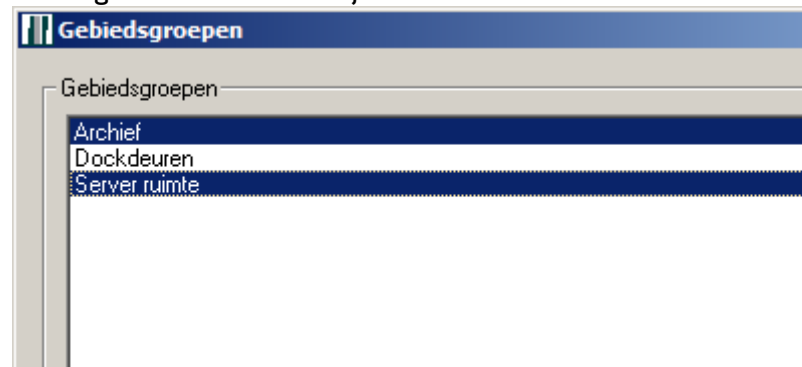 Gebiedsgroepen
Gebiedsgroepen
Archief
Dockdeuren
Server ruimte